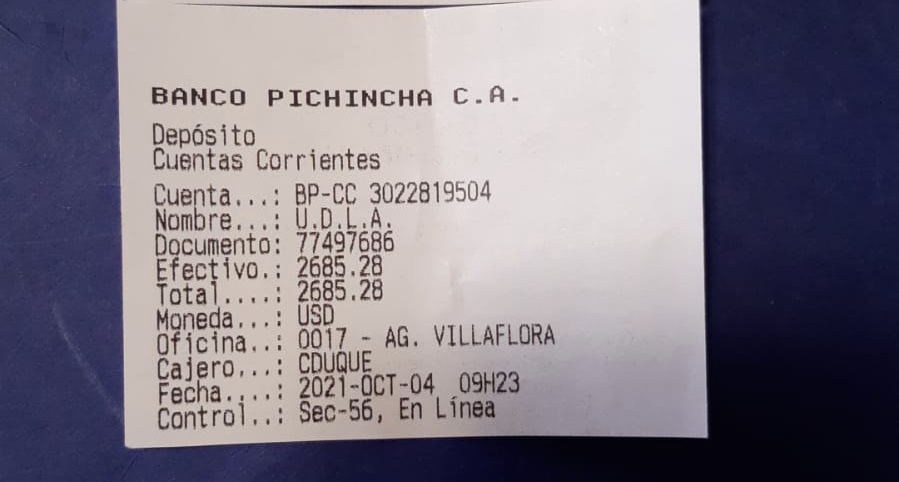 BANCO PICHINCHA C.A.
Depósito
Cuentas Corrientes
Cuenta...: BP-CC 3022819504
Nombre...: U.D.L.A.
Documento: 77497686
Efectivo.: 2685.28
Total....: 2685.28
Moneda...: USD
Oficina..: 0017 - AG. VILLAFLORA
Cajero...: CDUQUE
Fecha....: 2021-OCT-04 09H23
Control..: Sec-56, En Línea